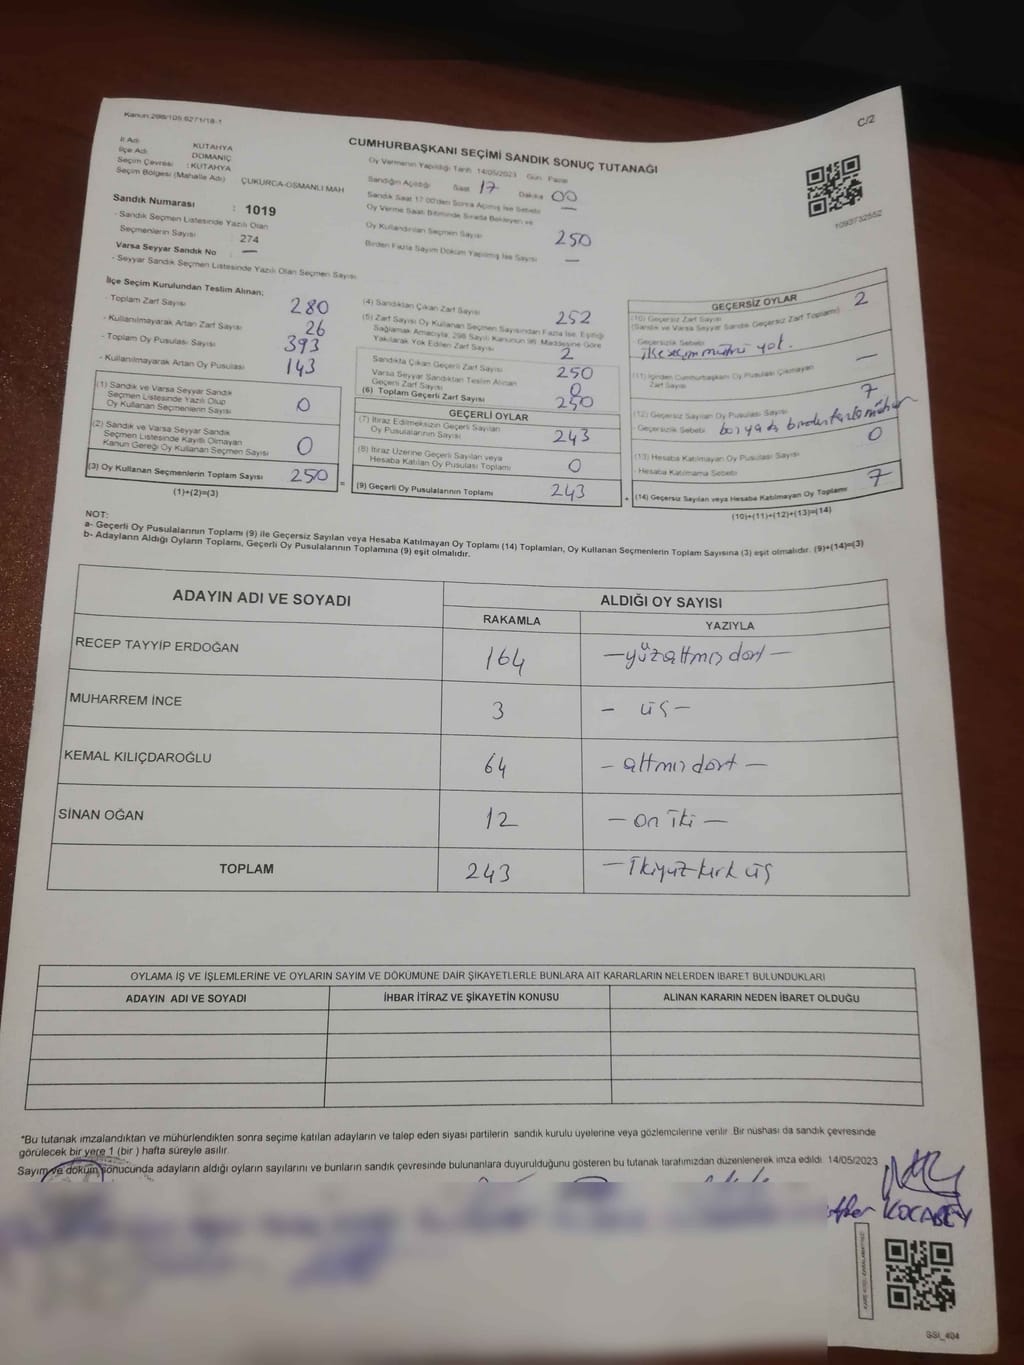 Kanun:298/105.6271/18-1
C/2
CUMHURBAŞKANI SEÇİMİ SANDIK SONUÇ TUTANAĞI
İl Adı : KUTAHYA
İlçe Adı : DOMANİÇ
Seçim Çevresi : KUTAHYA
Seçim Bölgesi (Mahalle Adı) : ÇUKURCA-OSMANLI MAH
Sandık Numarası : 1019
- Sandık Seçmen Listesinde Yazılı Olan
Seçmenlerin Sayısı : 274
Varsa Seyyar Sandık No : —
- Seyyar Sandık Seçmen Listesinde Yazılı Olan Seçmen Sayısı
Oy Vermenin Yapıldığı Tarih 14/05/2023 Gün Pazar
Sandığın Açıldığı Saat 17 Dakika 00
Sandık Saat 17:00'den Sonra Açılmış İse Sebebi —
Oy Verme Saati Bitiminde Sırada Bekleyen ve
Oy Kullandırılan Seçmen Sayısı 250
Birden Fazla Sayım Döküm Yapılmış İse Sayısı —
1093732552
İlçe Seçim Kurulundan Teslim Alınan;
- Toplam Zarf Sayısı 280
- Kullanılmayarak Artan Zarf Sayısı 26
- Toplam Oy Pusulası Sayısı 393
- Kullanılmayarak Artan Oy Pusulası 143
(1) Sandık ve Varsa Seyyar Sandık
Seçmen Listesinde Yazılı Olup
Oy Kullanan Seçmenlerin Sayısı 0
(2) Sandık ve Varsa Seyyar Sandık
Seçmen Listesinde Kayıtlı Olmayan
Kanun Gereği Oy Kullanan Seçmen Sayısı 0
(3) Oy Kullanan Seçmenlerin Toplam Sayısı 250 =
(1)+(2)=(3)
(4) Sandıktan Çıkan Zarf Sayısı 252
(5) Zarf Sayısı Oy Kullanan Seçmen Sayısından Fazla İse, Eşitliği
Sağlamak Amacıyla, 298 Sayılı Kanunun 98. Maddesine Göre
Yakılarak Yok Edilen Zarf Sayısı 2
Sandıkta Çıkan Geçerli Zarf Sayısı 250
Varsa Seyyar Sandıktan Teslim Alınan
Geçerli Zarf Sayısı 0
(6) Toplam Geçerli Zarf Sayısı 250
GEÇERLİ OYLAR
(7) İtiraz Edilmeksizin Geçerli Sayılan
Oy Pusulalarının Sayısı 243
(8) İtiraz Üzerine Geçerli Sayılan veya
Hesaba Katılan Oy Pusulası Toplamı 0
(9) Geçerli Oy Pusulalarının Toplamı 243 +
GEÇERSİZ OYLAR
(10) Geçersiz Zarf Sayısı 2
(Sandık ve Varsa Seyyar Sandık Geçersiz Zarf Toplamı)
Geçersizlik Sebebi
ilçe seçim mührü yok.
(11) İçinden Cumhurbaşkanı Oy Pusulası Çıkmayan
Zarf Sayısı —
(12) Geçersiz Sayılan Oy Pusulası Sayısı 7
- Geçersizlik Sebebi boş ya da birden fazla mühür
(13) Hesaba Katılmayan Oy Pusulası Sayısı 0
- Hesaba Katılmama Sebebi
(14) Geçersiz Sayılan veya Hesaba Katılmayan Oy Toplamı 7
(10)+(11)+(12)+(13)=(14)
NOT:
a- Geçerli Oy Pusulalarının Toplamı (9) ile Geçersiz Sayılan veya Hesaba Katılmayan Oy Toplamı (14) Toplamları, Oy Kullanan Seçmenlerin Toplam Sayısına (3) eşit olmalıdır. (9)+(14)=(3)
b- Adayların Aldığı Oyların Toplamı, Geçerli Oy Pusulalarının Toplamına (9) eşit olmalıdır.
ADAYIN ADI VE SOYADI ALDIĞI OY SAYISI
RAKAMLA YAZIYLA
RECEP TAYYİP ERDOĞAN 164 —yüzaltmış dört—
MUHARREM İNCE 3 — üç —
KEMAL KILIÇDAROĞLU 64 —altmış dört—
SİNAN OĞAN 12 —on iki—
TOPLAM 243 —ikiyüz kırk üç
OYLAMA İŞ VE İŞLEMLERİNE VE OYLARIN SAYIM VE DÖKÜMÜNE DAİR ŞİKAYETLERLE BUNLARA AİT KARARLARIN NELERDEN İBARET BULUNDUKLARI
ADAYIN ADI VE SOYADI İHBAR İTİRAZ VE ŞİKAYETİN KONUSU ALINAN KARARIN NEDEN İBARET OLDUĞU
*Bu tutanak imzalandıktan ve mühürlendikten sonra seçime katılan adayların ve talep eden siyasi partilerin sandık kurulu üyelerine veya gözlemcilerine verilir. Bir nüshası da sandık çevresinde
görülecek bir yere 1 (bir ) hafta süreyle asılır.
Sayım ve döküm sonucunda adayların aldığı oyların sayılarını ve bunların sandık çevresinde bulunanlara duyurulduğunu gösteren bu tutanak tarafımızdan düzenlenerek imza edildi. 14/05/2023
KOCABEY
SSI_404